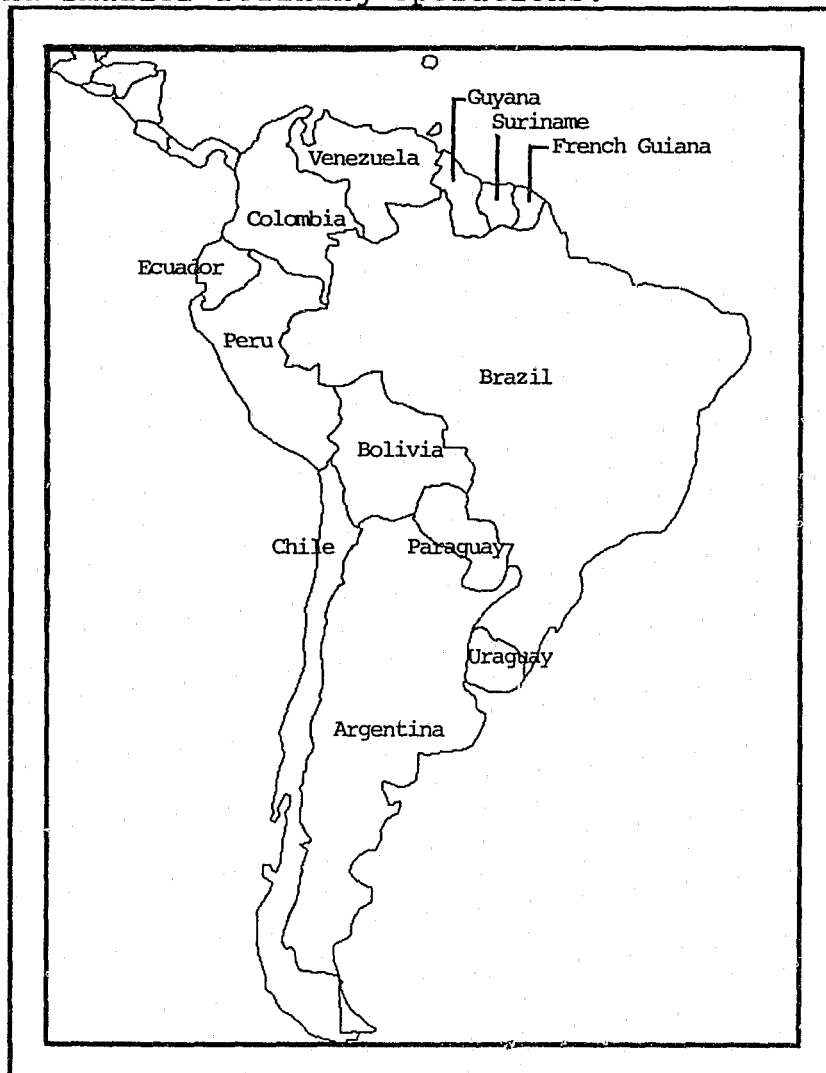 Guyana
Suriname
French Guiana
Venezuela
Colombia
Ecuador
Peru
Brazil
Bolivia
Chile
Paraguay
Uraguay
Argentina